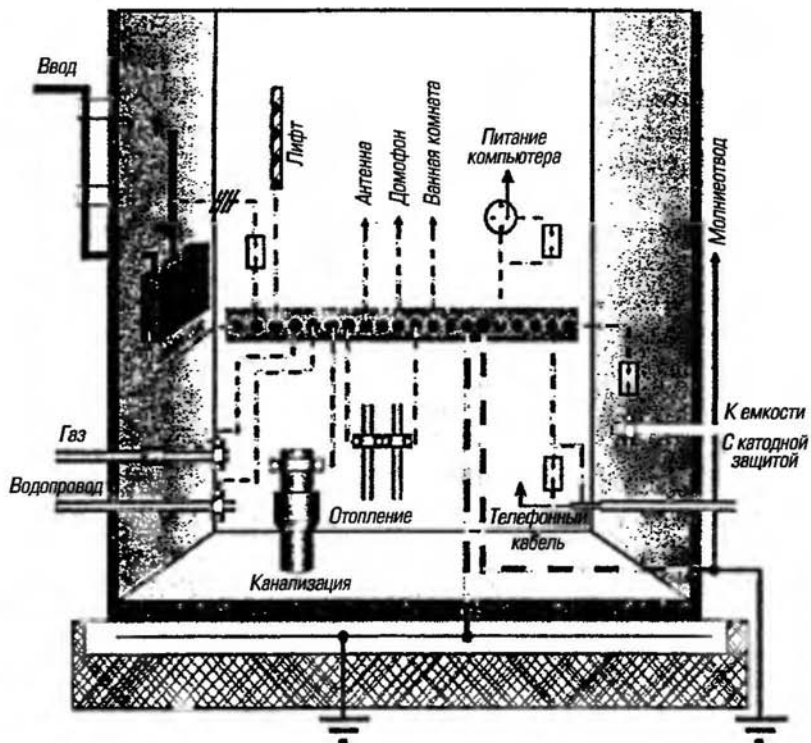 Ввод
Лифт
Антенна
Домофон
Ванная комната
Питание
компьютера
Молниеотвод
Газ
Водопровод
Канализация
Отопление
Телефонный
кабель
К емкости
С катодной
защитой